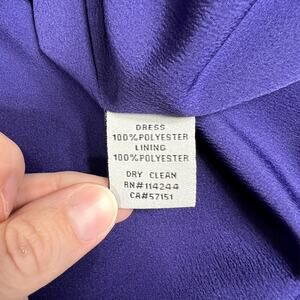 DRESS
100%POLYESTER
LINING
100%POLYESTER
DRY CLEAN
RN#114244
CA#57151